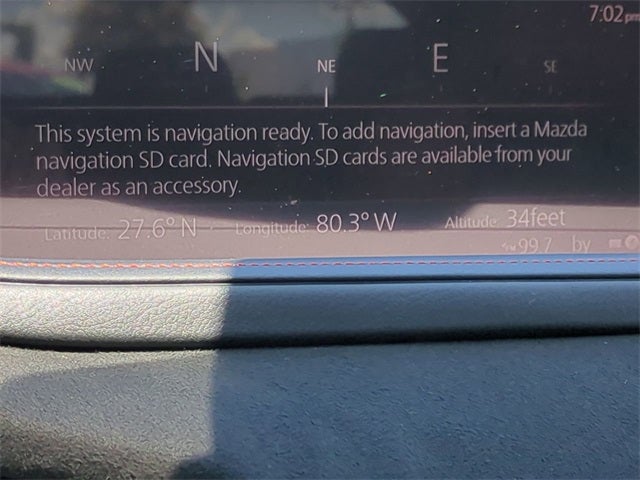 7:02pm
NW N NE E SE
This system is navigation ready. To add navigation, insert a Mazda
navigation SD card. Navigation SD cards are available from your
dealer as an accessory.
Latitude: 27.6° N Longitude: 80.3° W Altitude: 34feet
99.7 by